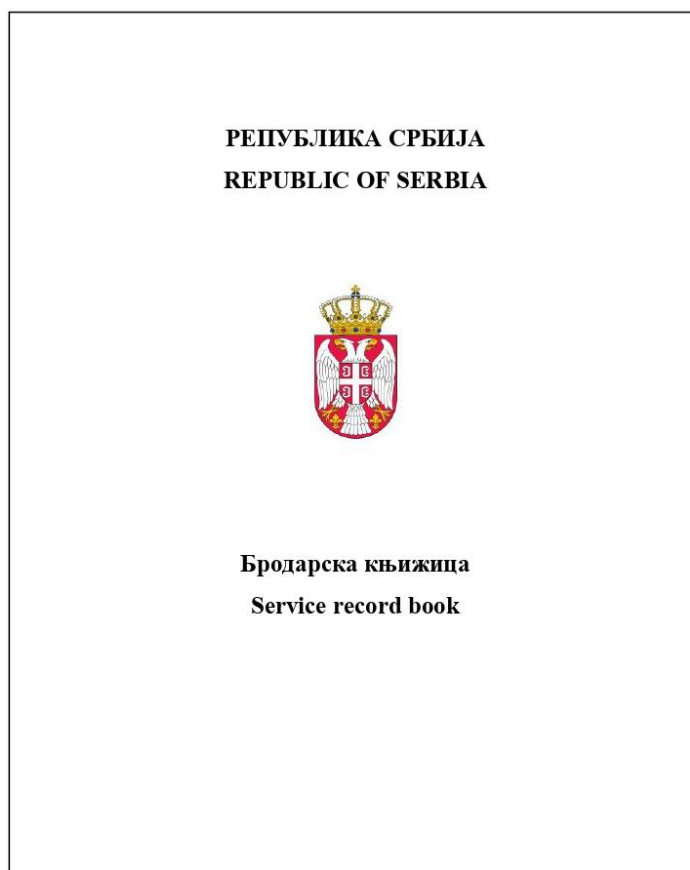 РЕПУБЛИКА СРБИЈА
REPUBLIC OF SERBIA
Бродарска књижица
Service record book